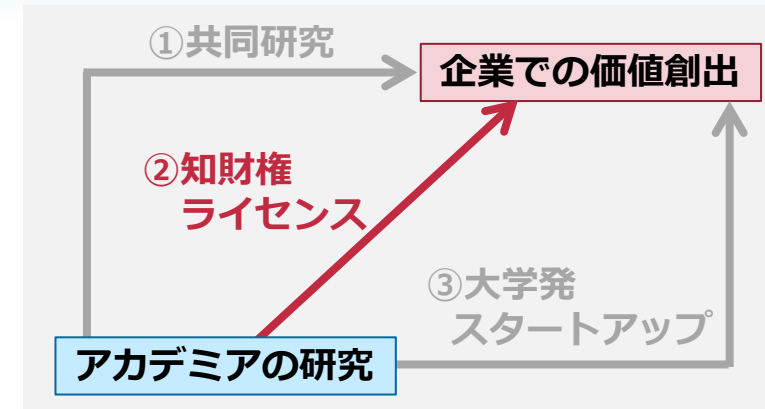 ①共同研究
企業での価値創出
②知財権
ライセンス
③大学発
スタートアップ
アカデミアの研究